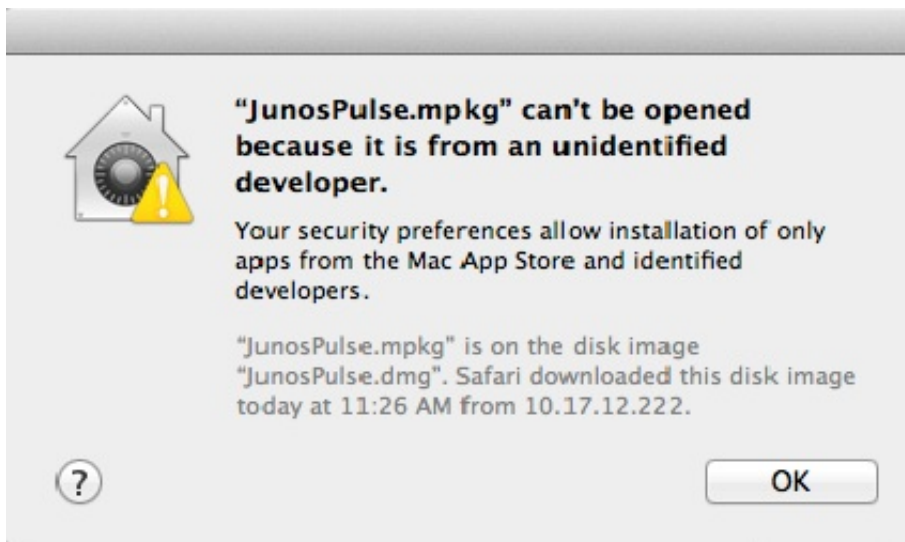 “JunosPulse.mpkg” can’t be opened
because it is from an unidentified
developer.
Your security preferences allow installation of only
apps from the Mac App Store and identified
developers.
“JunosPulse.mpkg” is on the disk image
“JunosPulse.dmg”. Safari downloaded this disk image
today at 11:26 AM from 10.17.12.222.
? OK